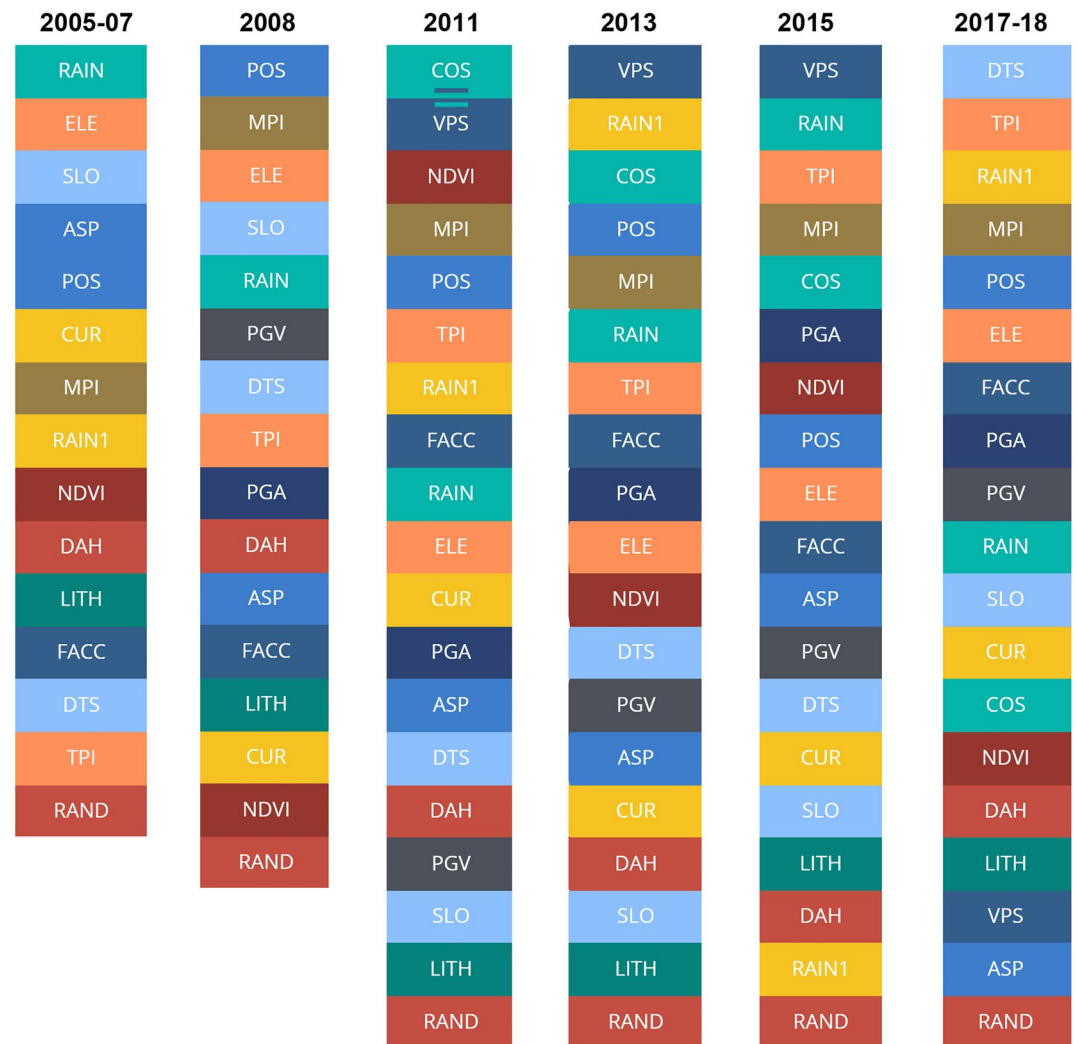 2005-07
RAIN
ELE
SLO
ASP
POS
CUR
MPI
RAIN1
NDVI
DAH
LITH
FACC
DTS
TPI
RAND
2008
POS
MPI
ELE
SLO
RAIN
PGV
DTS
TPI
PGA
DAH
ASP
FACC
LITH
CUR
NDVI
RAND
2011
COS
=
VPS
NDVI
MPI
POS
TPI
RAIN1
FACC
RAIN
ELE
CUR
PGA
ASP
DTS
DAH
PGV
SLO
LITH
RAND
2013
VPS
RAIN1
COS
POS
MPI
RAIN
TPI
FACC
PGA
ELE
NDVI
DTS
PGV
ASP
CUR
DAH
SLO
LITH
RAND
2015
VPS
RAIN
TPI
MPI
COS
PGA
NDVI
POS
ELE
FACC
ASP
PGV
DTS
CUR
SLO
LITH
DAH
RAIN1
RAND
2017-18
DTS
TPI
RAIN1
MPI
POS
ELE
FACC
PGA
PGV
RAIN
SLO
CUR
COS
NDVI
DAH
LITH
VPS
ASP
RAND